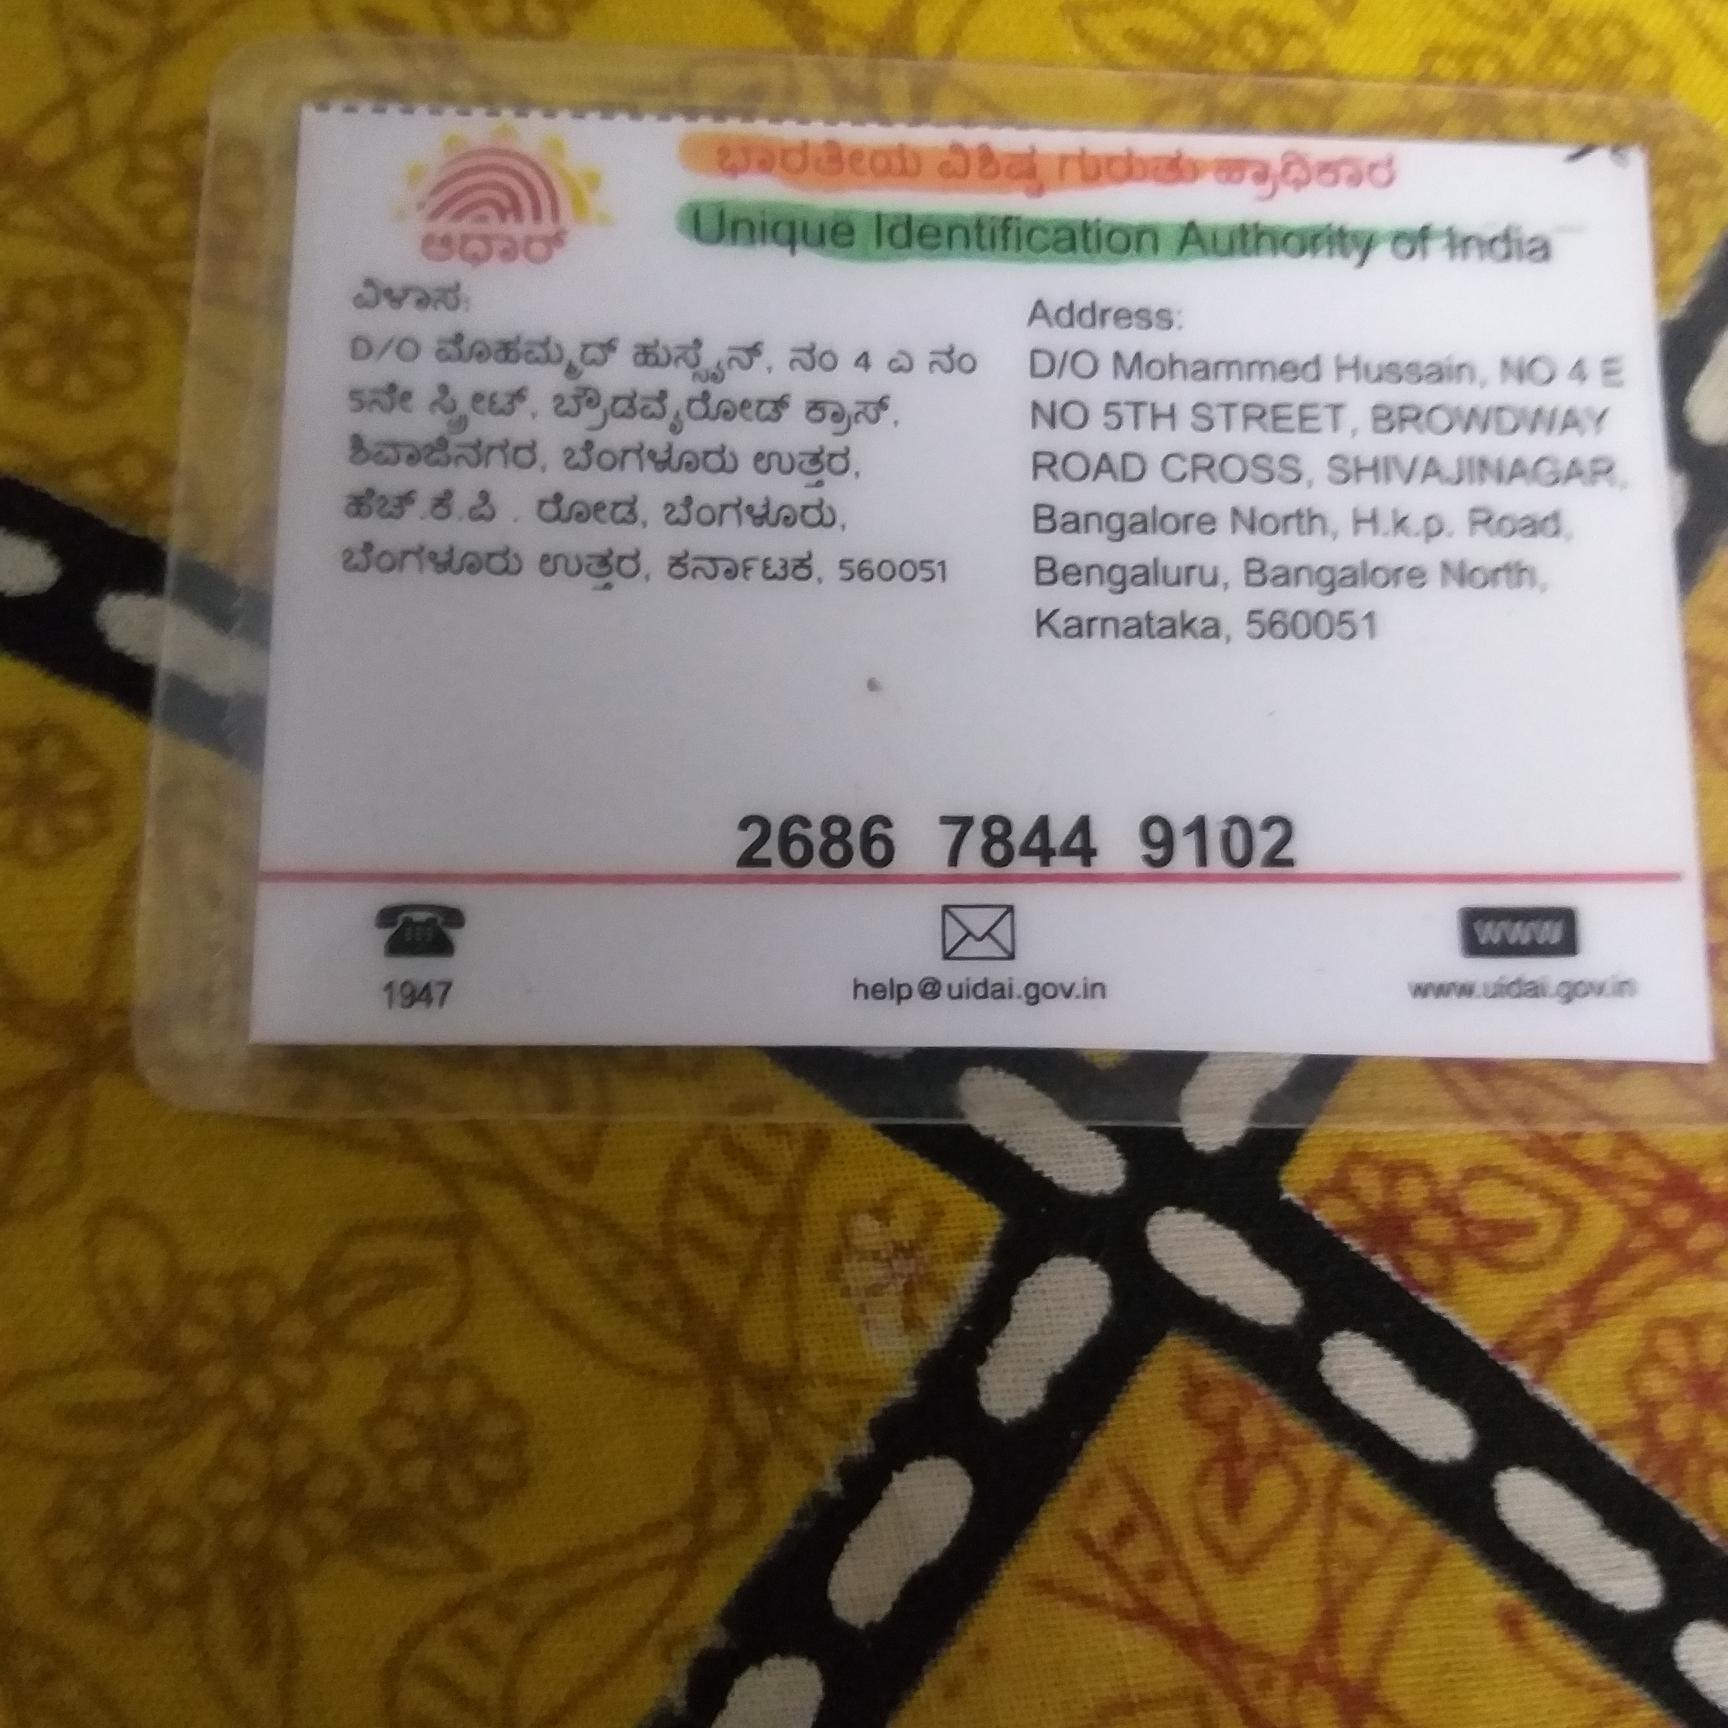 ಭಾರತೀಯ ವಿಶಿಷ್ಟ ಗುರುತು ಪ್ರಾಧಿಕಾರ
Unique Identification Authority of India
ಆಧಾರ್
ವಿಳಾಸ:
D/O ಮೊಹಮ್ಮದ್ ಹುಸ್ಸೈನ್, ನಂ 4 ಎ ನಂ
5ನೇ ಸ್ಟ್ರೀಟ್, ಬ್ರೌಡವೈರೋಡ್ ಕ್ರಾಸ್,
ಶಿವಾಜಿನಗರ, ಬೆಂಗಳೂರು ಉತ್ತರ,
ಹೆಚ್.ಕೆ.ಪಿ . ರೋಡ, ಬೆಂಗಳೂರು,
ಬೆಂಗಳೂರು ಉತ್ತರ, ಕರ್ನಾಟಕ, 560051
Address:
D/O Mohammed Hussain, NO 4 E
NO 5TH STREET, BROWDWAY
ROAD CROSS, SHIVAJINAGAR,
Bangalore North, H.k.p. Road,
Bengaluru, Bangalore North,
Karnataka, 560051
2686 7844 9102
1947
help@uidai.gov.in
www
www.uidai.gov.in